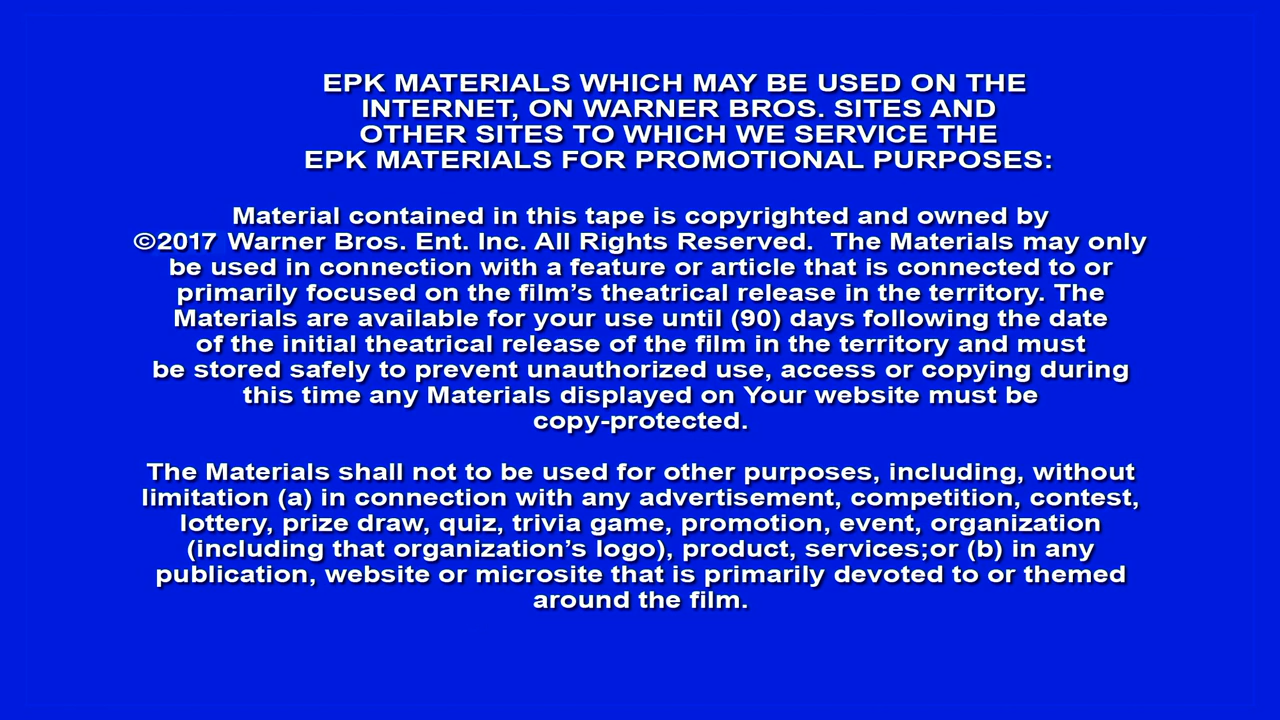 EPK MATERIALS WHICH MAY BE USED ON THE
INTERNET, ON WARNER BROS. SITES AND
OTHER SITES TO WHICH WE SERVICE THE
EPK MATERIALS FOR PROMOTIONAL PURPOSES:
Material contained in this tape is copyrighted and owned by
©2017 Warner Bros. Ent. Inc. All Rights Reserved.  The Materials may only
be used in connection with a feature or article that is connected to or
primarily focused on the film’s theatrical release in the territory. The
Materials are available for your use until (90) days following the date
of the initial theatrical release of the film in the territory and must
be stored safely to prevent unauthorized use, access or copying during
this time any Materials displayed on Your website must be
copy-protected.
The Materials shall not to be used for other purposes, including, without
limitation (a) in connection with any advertisement, competition, contest,
lottery, prize draw, quiz, trivia game, promotion, event, organization
(including that organization’s logo), product, services;or (b) in any
publication, website or microsite that is primarily devoted to or themed
around the film.